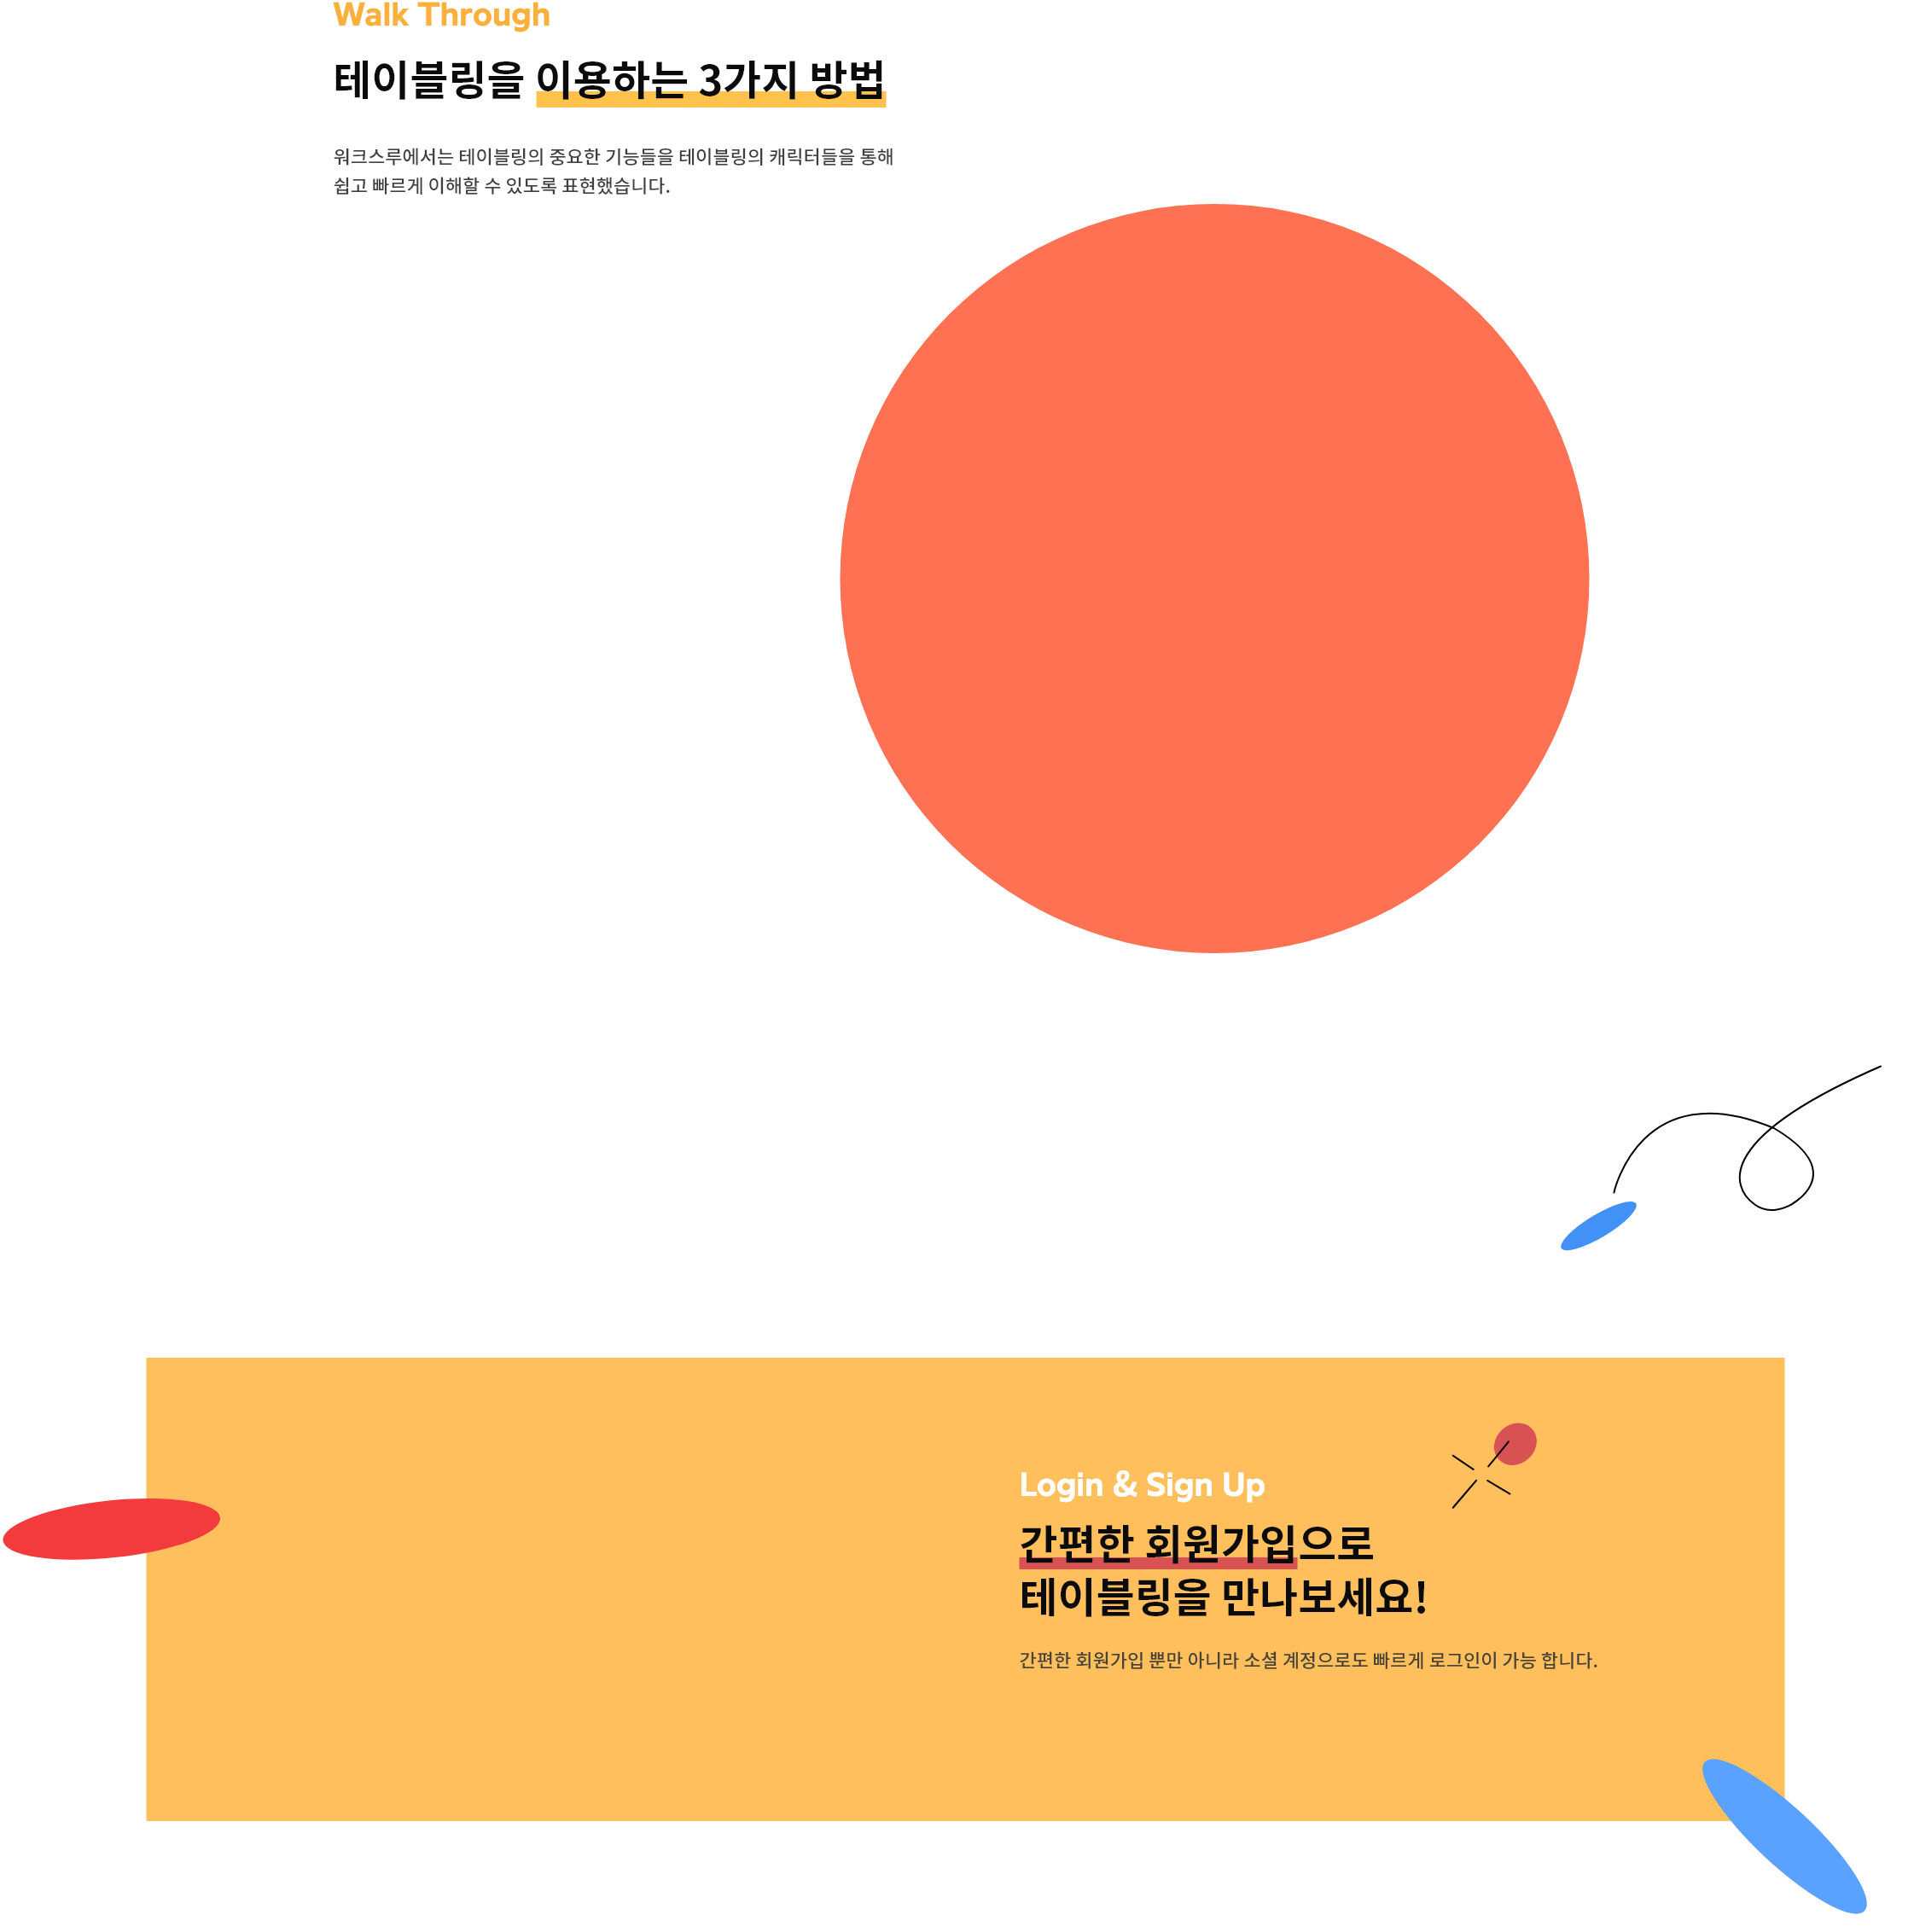 Walk Through
테이블링을 이용하는 3가지 방법
워크스루에서는 테이블링의 중요한 기능들을 테이블링의 캐릭터들을 통해
쉽고 빠르게 이해할 수 있도록 표현했습니다.
Login & Sign Up
간편한 회원가입으로
테이블링을 만나보세요!
간편한 회원가입 뿐만 아니라 소셜 계정으로도 빠르게 로그인이 가능 합니다.